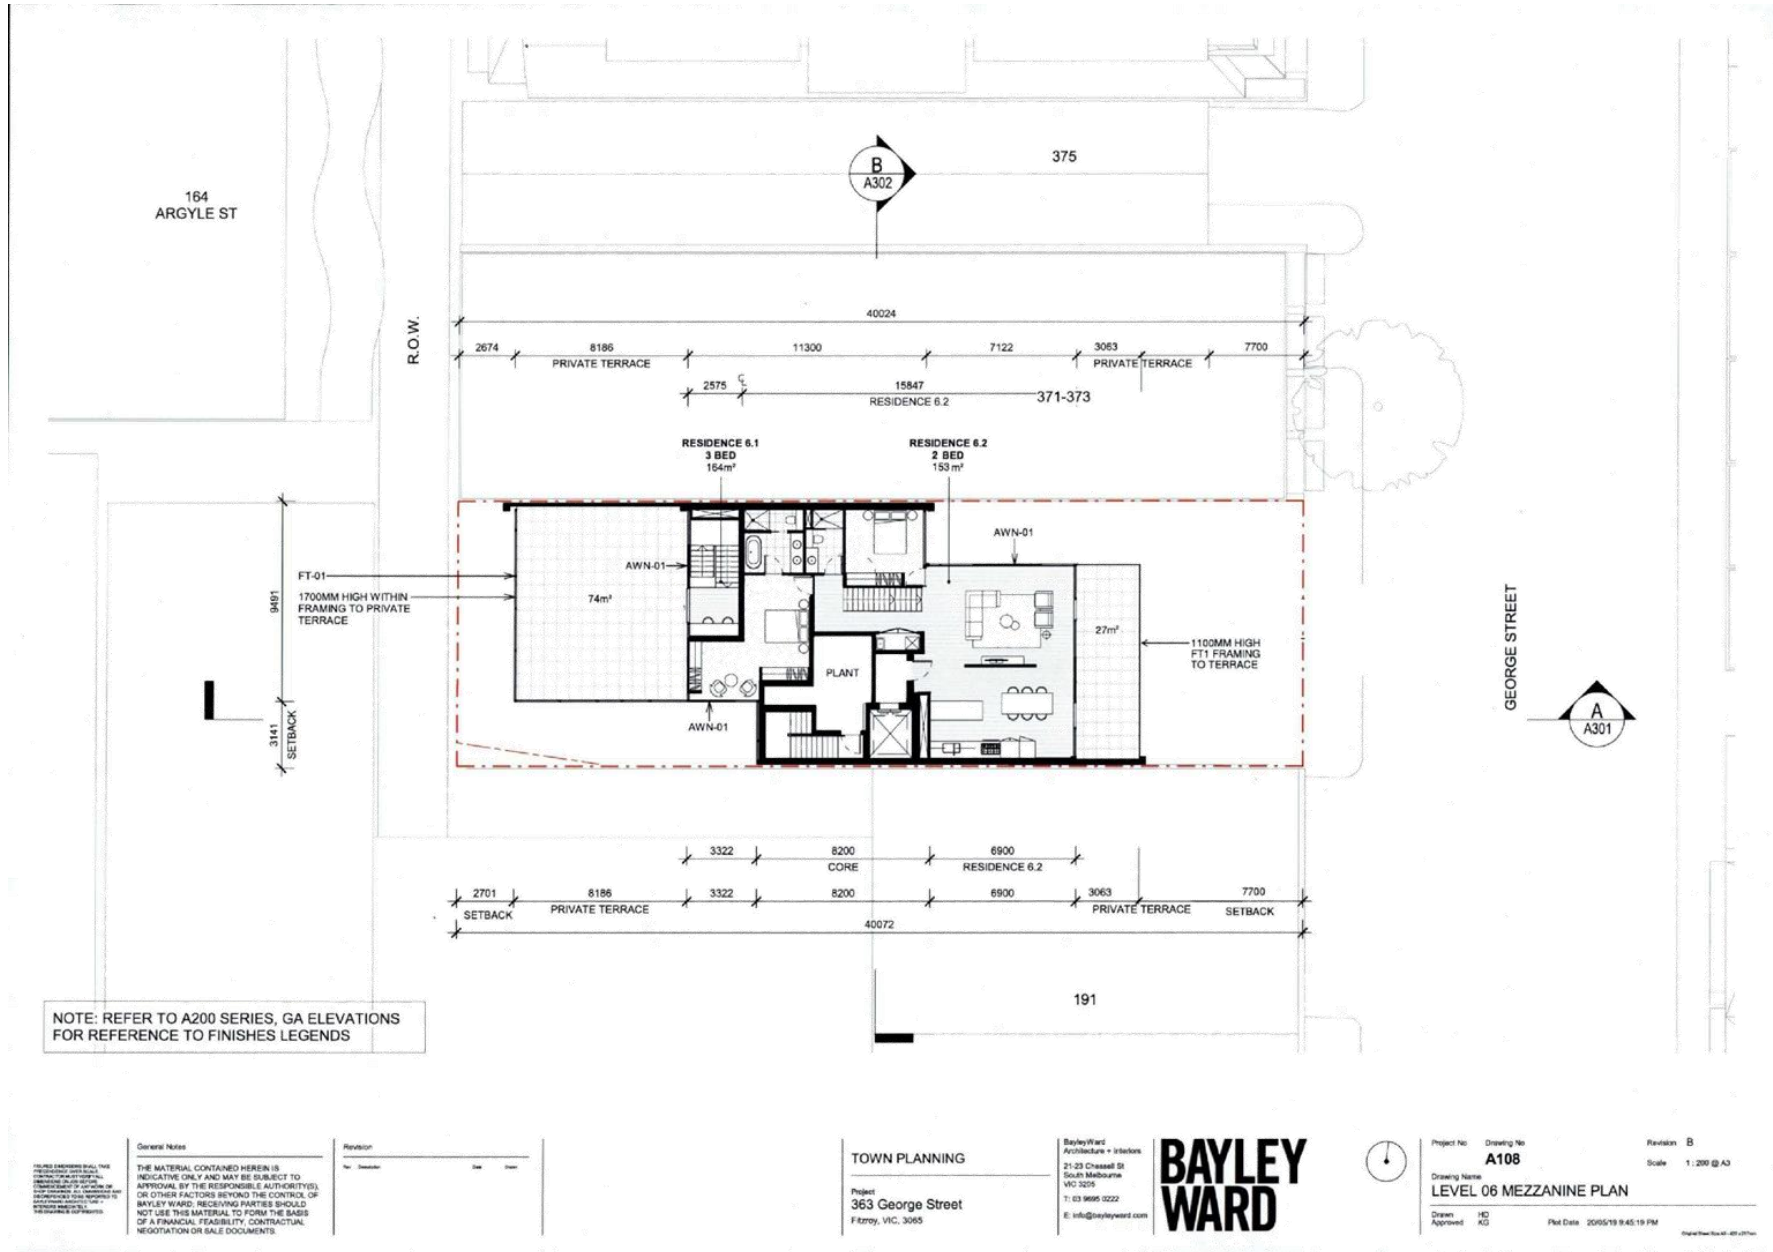 164
ARGYLE ST
B
A302
375
R.O.W.
40024
2674
8186
11300
7122
3063
7700
PRIVATE TERRACE
PRIVATE TERRACE
2575
15847
RESIDENCE 6.2
371-373
RESIDENCE 6.1
3 BED
164m²
RESIDENCE 6.2
2 BED
153 m²
AWN-01
AWN-01
FT-01
1700MM HIGH WITHIN
FRAMING TO PRIVATE
TERRACE
9491
74m²
27m²
1100MM HIGH
FT1 FRAMING
TO TERRACE
GEORGE STREET
PLANT
3141
SETBACK
AWN-01
A
A301
3322
8200
6900
CORE
RESIDENCE 6.2
2701
8186
3322
8200
6900
3063
7700
SETBACK
PRIVATE TERRACE
PRIVATE TERRACE
SETBACK
40072
191
NOTE: REFER TO A200 SERIES, GA ELEVATIONS
FOR REFERENCE TO FINISHES LEGENDS
General Notes
THE MATERIAL CONTAINED HEREIN IS
INDICATIVE ONLY AND MAY BE SUBJECT TO
APPROVAL BY THE RESPONSIBLE AUTHORITY(S),
OR OTHER FACTORS BEYOND THE CONTROL OF
BAYLEY WARD; RECEIVING PARTIES SHOULD
NOT USE THIS MATERIAL TO FORM THE BASIS
OF A FINANCIAL FEASIBILITY, CONTRACTUAL
NEGOTIATION OR SALE DOCUMENTS.
Revision
Rev Description Date Drawn
TOWN PLANNING
Project
363 George Street
Fitzroy, VIC, 3065
BayleyWard
Architecture + Interiors
21-23 Chessell St
South Melbourne
VIC 3205
T: 03 9695 0222
E: info@bayleyward.com
BAYLEY
WARD
Project No
Drawing No
A108
Revision B
Scale 1 : 200 @ A3
Drawing Name
LEVEL 06 MEZZANINE PLAN
Drawn HD
Approved KG
Plot Date 20/05/19 9:45:19 PM